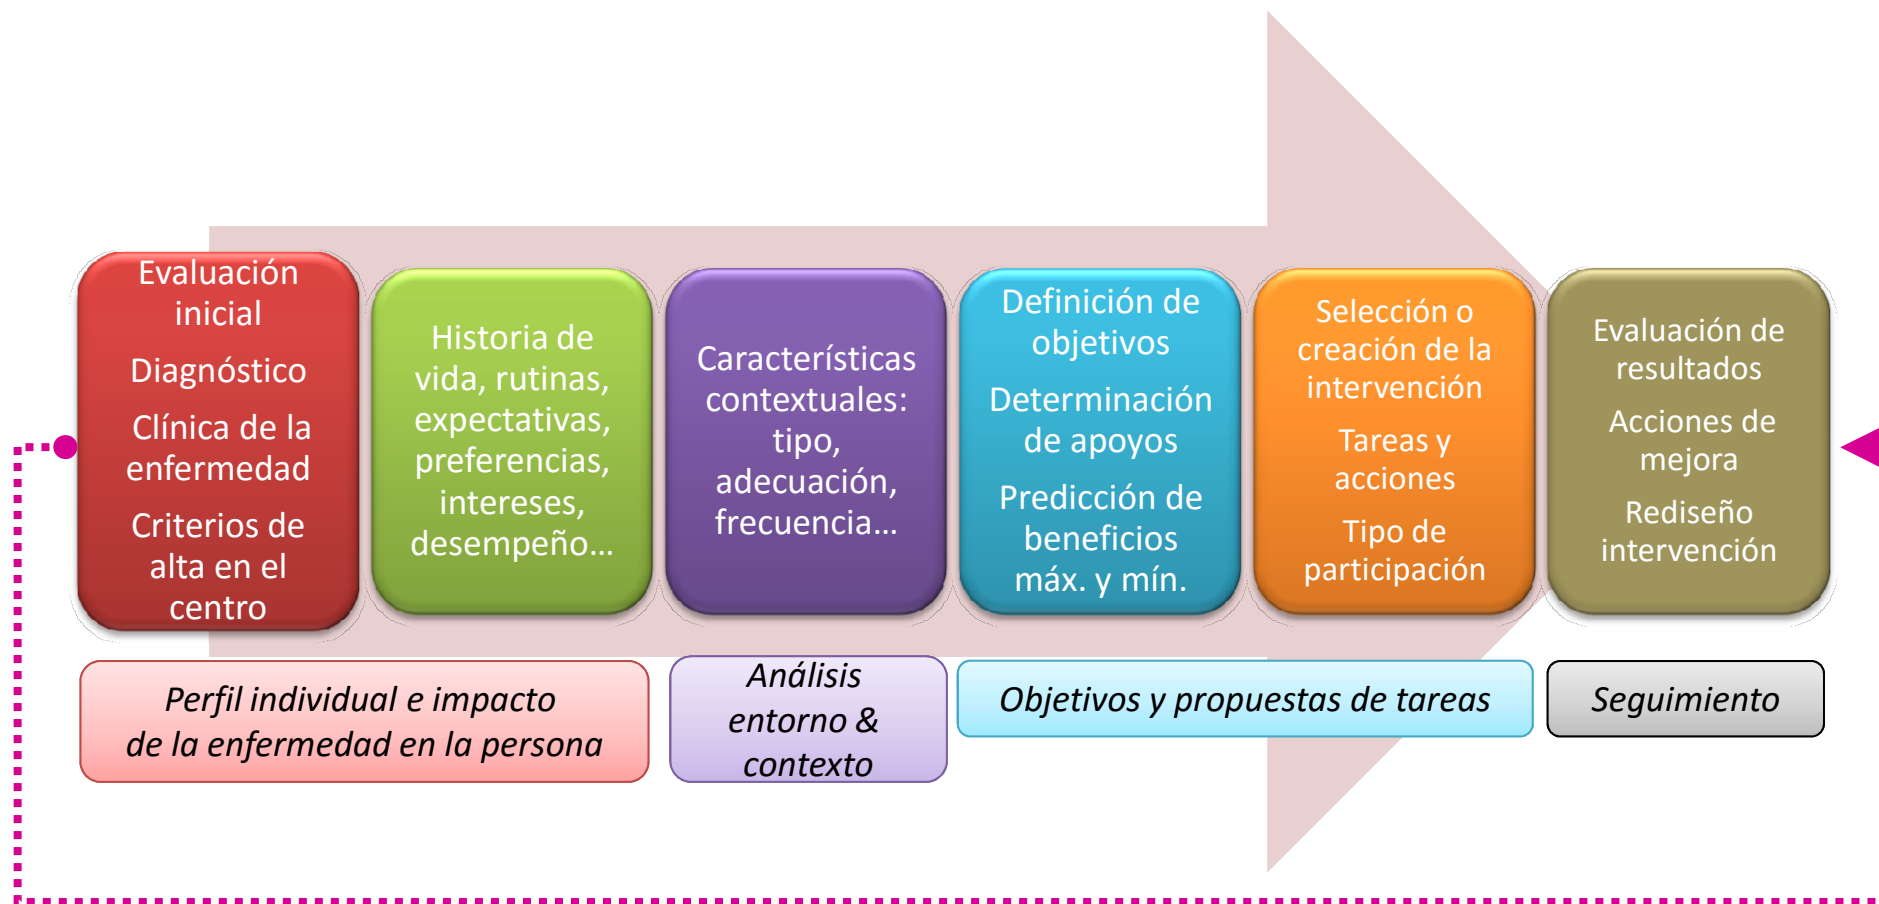 Evaluación
inicial
Diagnóstico
Clínica de la
enfermedad
Criterios de
alta en el
centro
Historia de
vida, rutinas,
expectativas,
preferencias,
intereses,
desempeño...
Características
contextuales:
tipo,
adecuación,
frecuencia...
Definición de
objetivos
Determinación
de apoyos
Predicción de
beneficios
máx. y mín.
Selección o
creación de la
intervención
Tareas y
acciones
Tipo de
participación
Evaluación de
resultados
Acciones de
mejora
Rediseño
intervención
Perfil individual e impacto
de la enfermedad en la persona
Análisis
entorno &
contexto
Objetivos y propuestas de tareas
Seguimiento